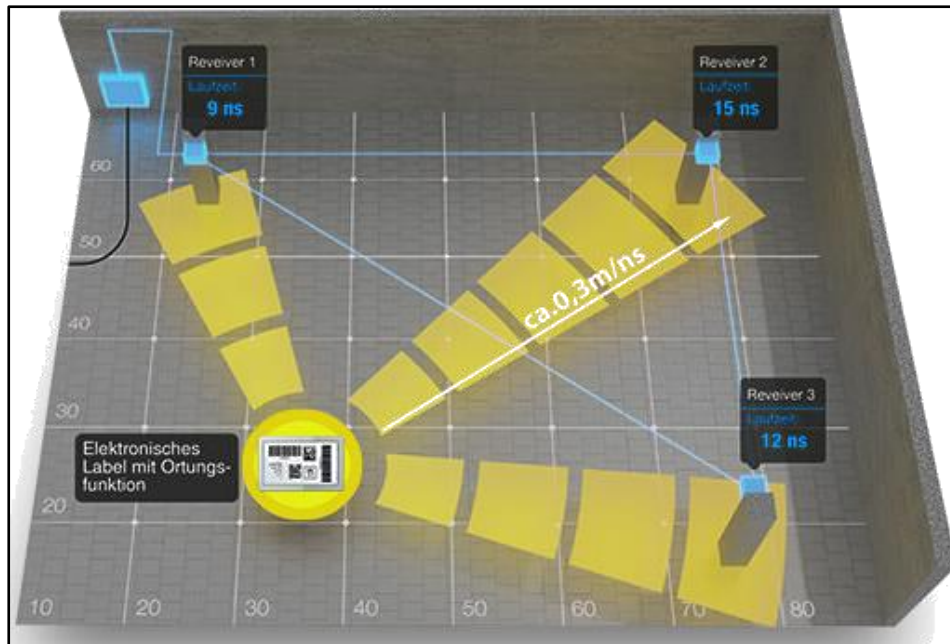 Reveiver 1
Laufzeit:
9 ns
Reveiver 2
Laufzeit:
15 ns
60
50
40
30
20
10
20
30
40
50
60
70
80
ca.0,3m/ns
Reveiver 3
Laufzeit:
12 ns
Elektronisches
Label mit Ortungs-
funktion